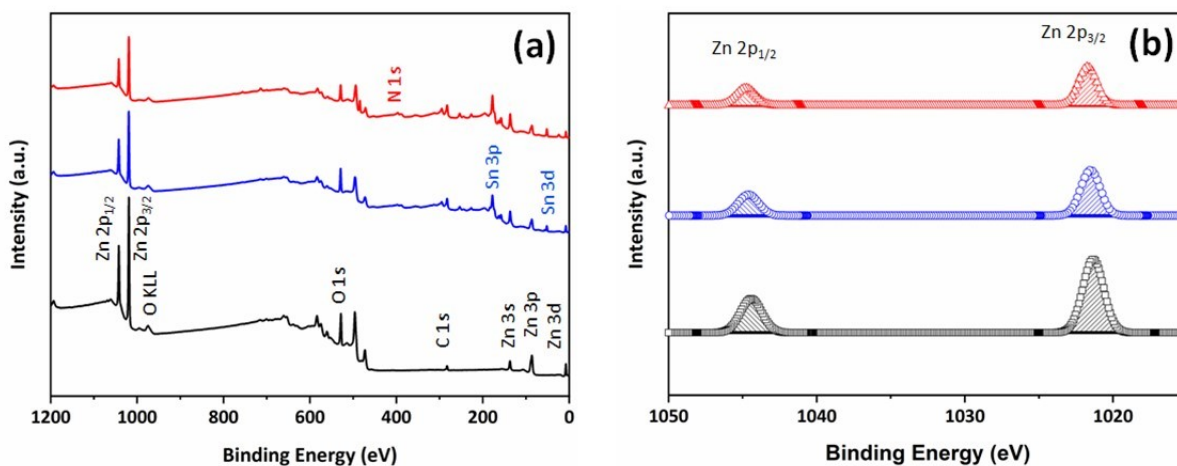 (a)
N 1s
Sn 3p
Sn 3d
Zn 2p1/2
Zn 2p3/2
O KLL
O 1s
C 1s
Zn 3s
Zn 3p
Zn 3d
Intensity (a.u.)
1200 1000 800 600 400 200 0
Binding Energy (eV)
(b)
Zn 2p1/2
Zn 2p3/2
Intensity (a.u.)
1050 1040 1030 1020
Binding Energy (eV)